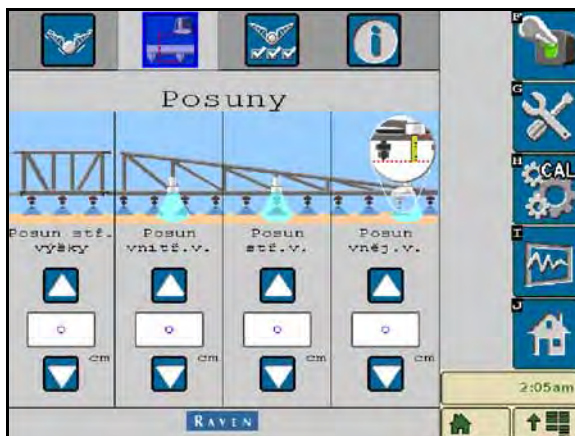 F
G
H
CAL
I
J
Posuny
Posun stř.
výšky
Posun
vnitř.v.
Posun
stř.v.
Posun
vněj.v.
0
0
0
0
cm
cm
cm
cm
RAVEN
2:05am